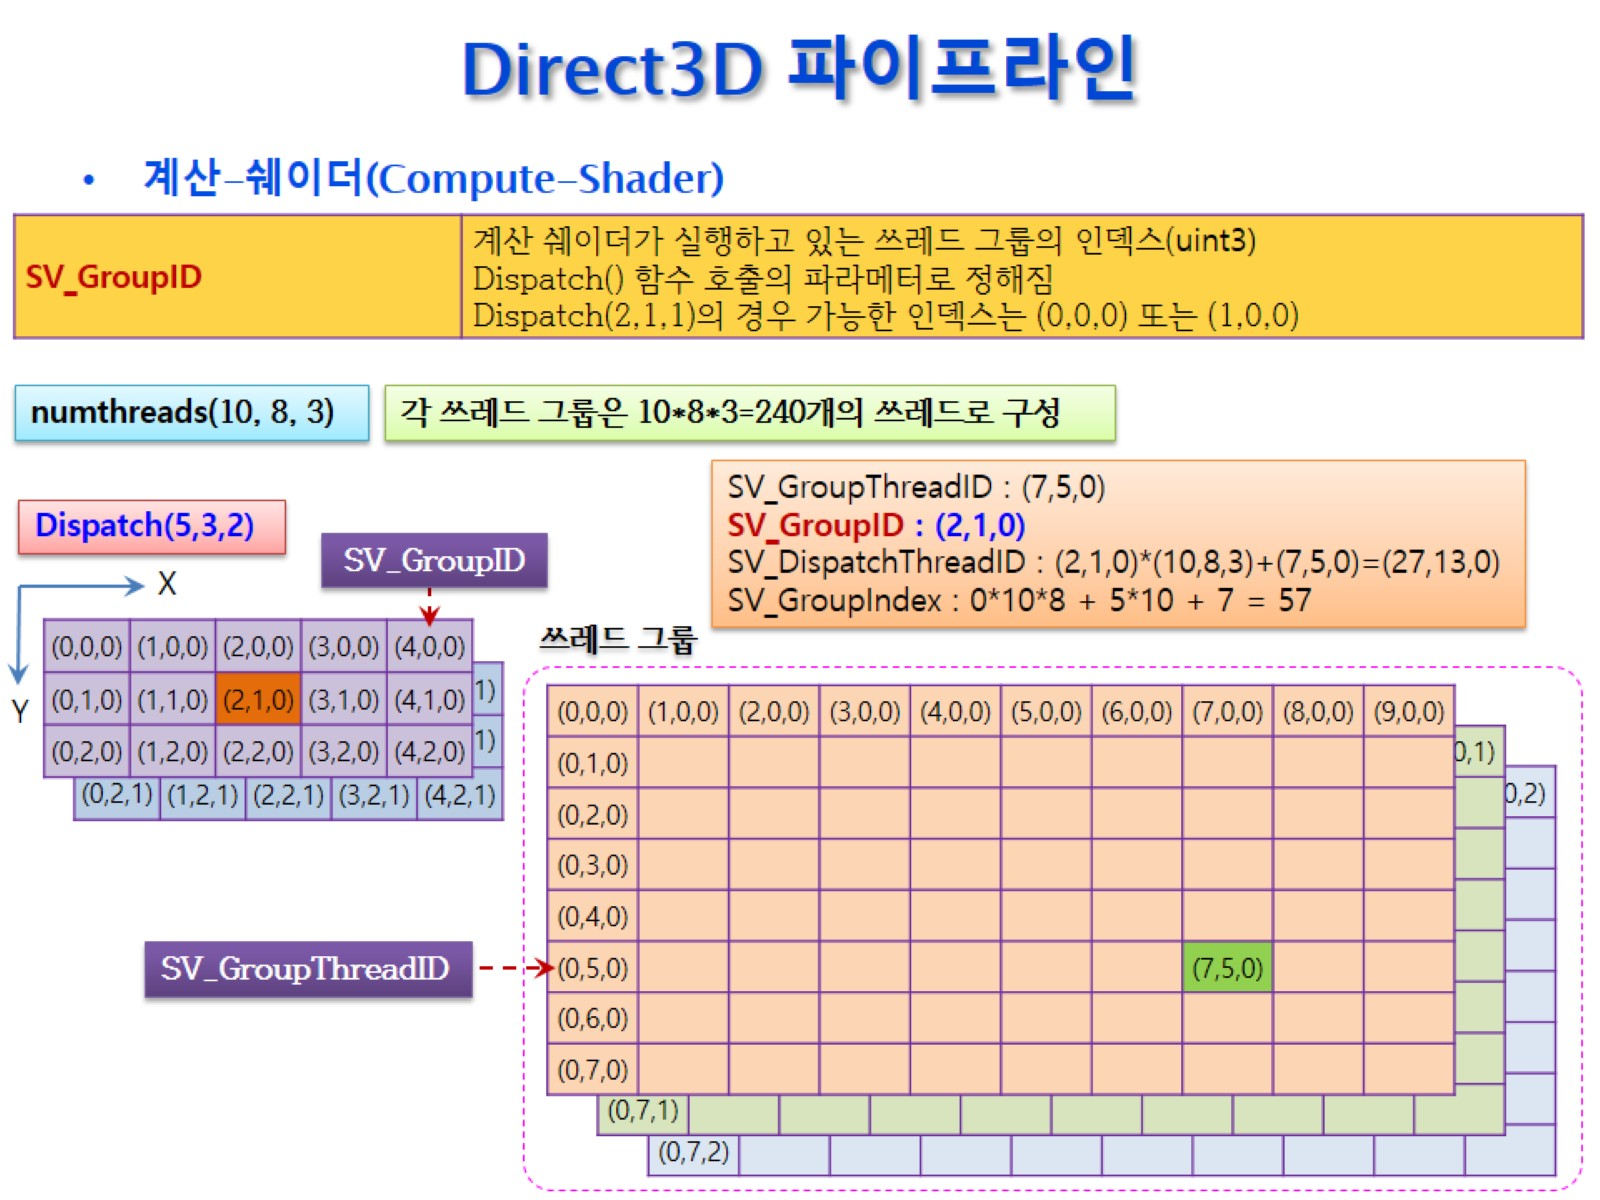 Direct3D 파이프라인
• 계산-쉐이더(Compute-Shader)
SV_GroupID
계산 쉐이더가 실행하고 있는 쓰레드 그룹의 인덱스(uint3)
Dispatch() 함수 호출의 파라메터로 정해짐
Dispatch(2,1,1)의 경우 가능한 인덱스는 (0,0,0) 또는 (1,0,0)
numthreads(10, 8, 3)
각 쓰레드 그룹은 10*8*3=240개의 쓰레드로 구성
SV_GroupThreadID : (7,5,0)
SV_GroupID : (2,1,0)
SV_DispatchThreadID : (2,1,0)*(10,8,3)+(7,5,0)=(27,13,0)
SV_GroupIndex : 0*10*8 + 5*10 + 7 = 57
Dispatch(5,3,2)
SV_GroupID
X
Y
(0,0,0) (1,0,0) (2,0,0) (3,0,0) (4,0,0)
(0,1,0) (1,1,0) (2,1,0) (3,1,0) (4,1,0) 1)
(0,2,0) (1,2,0) (2,2,0) (3,2,0) (4,2,0) 1)
(0,2,1) (1,2,1) (2,2,1) (3,2,1) (4,2,1)
쓰레드 그룹
(0,0,0) (1,0,0) (2,0,0) (3,0,0) (4,0,0) (5,0,0) (6,0,0) (7,0,0) (8,0,0) (9,0,0)
0,1)
(0,1,0)
0,2)
(0,2,0)
(0,3,0)
(0,4,0)
SV_GroupThreadID
(0,5,0) (7,5,0)
(0,6,0)
(0,7,0)
(0,7,1)
(0,7,2)